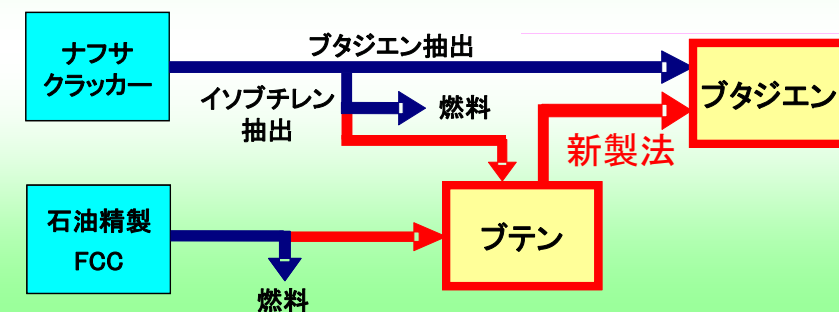 ナフサ
クラッカー
ブタジエン抽出
イソブチレン
抽出
燃料
ブタジエン
新製法
石油精製
FCC
ブテン
燃料